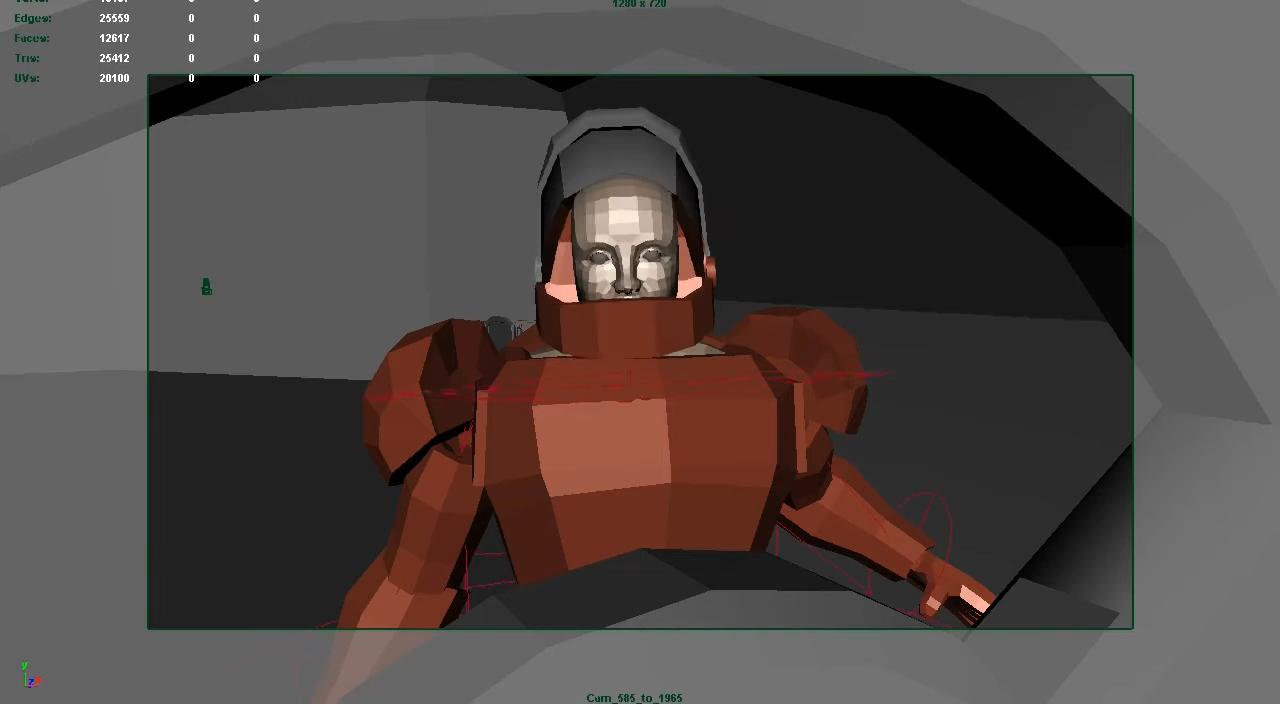 1280 x 720
Edges: 25559 0 0
Faces: 12617 0 0
Tris: 25412 0 0
UVs: 20100 0 0
y
z
Cam_585_to_1965